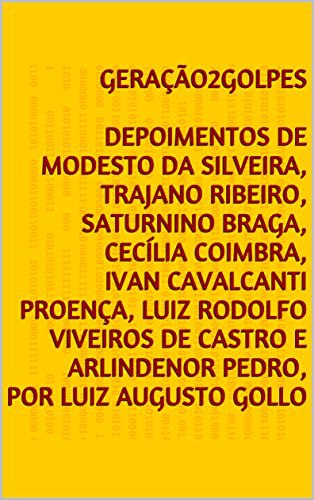 GERAÇÃO2GOLPES
DEPOIMENTOS DE
MODESTO DA SILVEIRA,
TRAJANO RIBEIRO,
SATURNINO BRAGA,
CECÍLIA COIMBRA,
IVAN CAVALCANTI
PROENÇA, LUIZ RODOLFO
VIVEIROS DE CASTRO E
ARLINDENOR PEDRO,
POR LUIZ AUGUSTO GOLLO